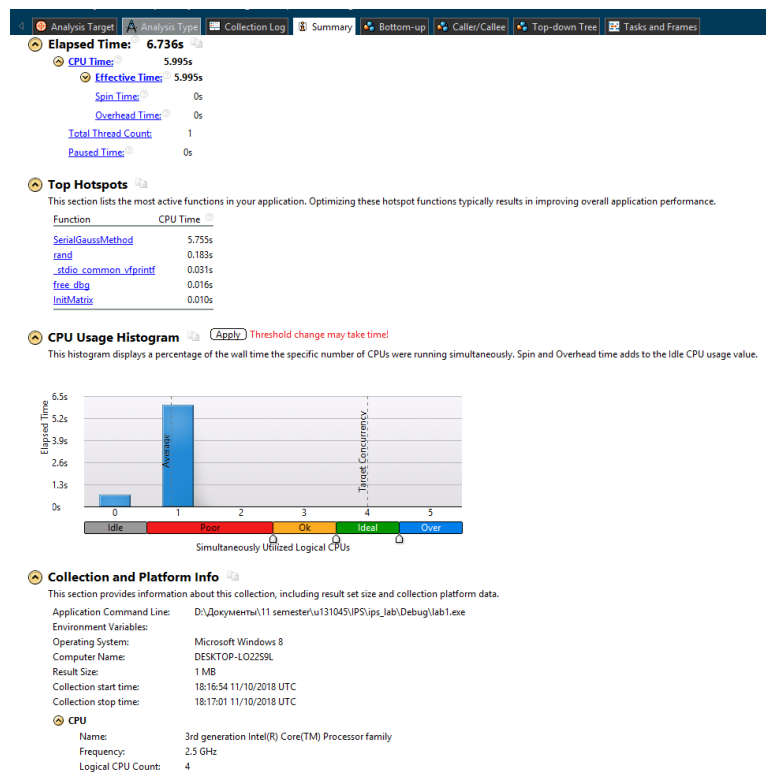 Analysis Target Analysis Type Collection Log Summary Bottom-up Caller/Callee Top-down Tree Tasks and Frames
Elapsed Time: 6.736s
CPU Time: 5.995s
Effective Time: 5.995s
Spin Time: 0s
Overhead Time: 0s
Total Thread Count: 1
Paused Time: 0s
Top Hotspots
This section lists the most active functions in your application. Optimizing these hotspot functions typically results in improving overall application performance.
Function CPU Time
SerialGaussMethod 5.755s
rand 0.183s
_stdio_common_vfprintf 0.031s
free_dbg 0.016s
InitMatrix 0.010s
CPU Usage Histogram Apply Threshold change may take time!
This histogram displays a percentage of the wall time the specific number of CPUs were running simultaneously. Spin and Overhead time adds to the Idle CPU usage value.
Elapsed Time
6.5s
5.2s
3.9s
2.6s
1.3s
0s
Average
Target Concurrency
0 1 2 3 4 5
Idle Poor Ok Ideal Over
Simultaneously Utilized Logical CPUs
Collection and Platform Info
This section provides information about this collection, including result set size and collection platform data.
Application Command Line: D:\Документы\11 semester\u131045\IPS\ips_lab\Debug\lab1.exe
Environment Variables:
Operating System: Microsoft Windows 8
Computer Name: DESKTOP-LO22S9L
Result Size: 1 MB
Collection start time: 18:16:54 11/10/2018 UTC
Collection stop time: 18:17:01 11/10/2018 UTC
CPU
Name: 3rd generation Intel(R) Core(TM) Processor family
Frequency: 2.5 GHz
Logical CPU Count: 4